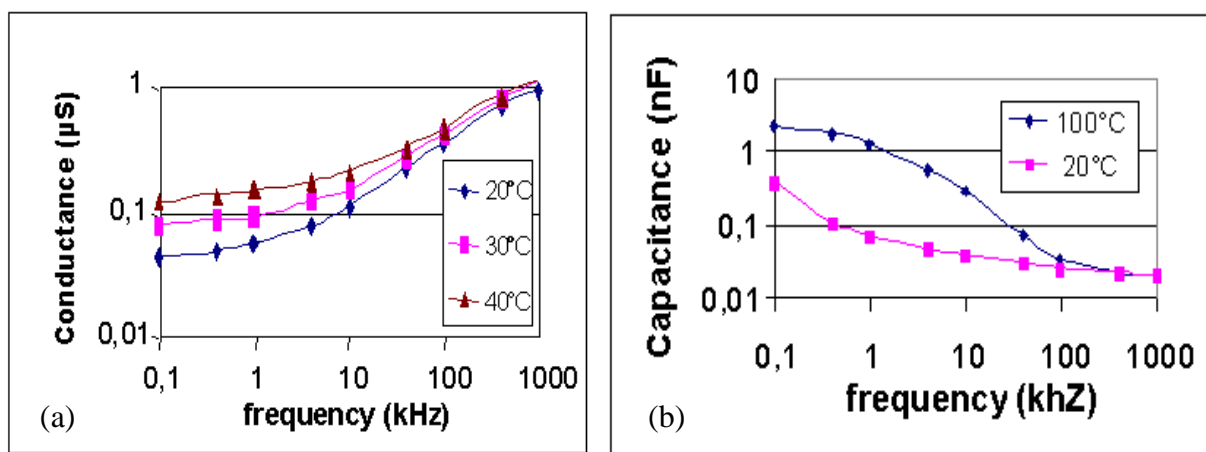 Conductance (µS)
1
0,1
0,01
20°C
30°C
40°C
0,1 1 10 100 1000
frequency (kHz)
(a)
Capacitance (nF)
10
1
0,1
0,01
100°C
20°C
0,1 1 10 100 1000
frequency (khZ)
(b)